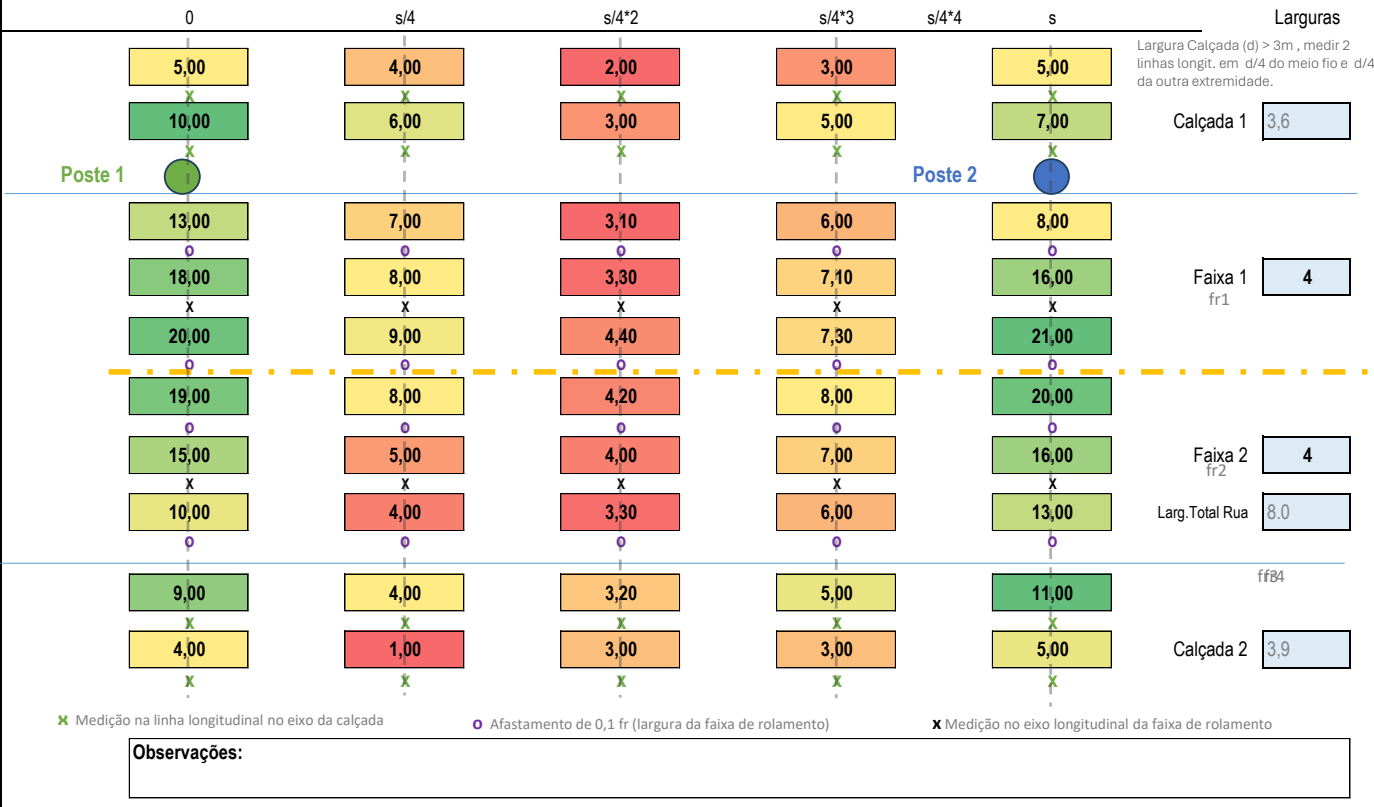 0 s/4 s/4*2 s/4*3 s/4*4 s Larguras
Largura Calçada (d) > 3m , medir 2
linhas longit. em d/4 do meio fio e d/4
da outra extremidade.
5,00 4,00 2,00 3,00 5,00
x x x x x
10,00 6,00 3,00 5,00 7,00 Calçada 1 3,6
x x x x x
Poste 1 Poste 2
13,00 7,00 3,10 6,00 8,00
o o o o o
18,00 8,00 3,30 7,10 16,00 Faixa 1 4
fr1
x x x x x
20,00 9,00 4,40 7,30 21,00
o o o o o
19,00 8,00 4,20 8,00 20,00
o o o o o
15,00 5,00 4,00 7,00 16,00 Faixa 2 4
fr2
x x x x x
10,00 4,00 3,30 6,00 13,00 Larg.Total Rua 8.0
o o o o o
9,00 4,00 3,20 5,00 11,00
x x x x x
4,00 1,00 3,00 3,00 5,00 Calçada 2 3,9
x x x x x
x Medição na linha longitudinal no eixo da calçada
o Afastamento de 0,1 fr (largura da faixa de rolamento)
x Medição no eixo longitudinal da faixa de rolamento
Observações: